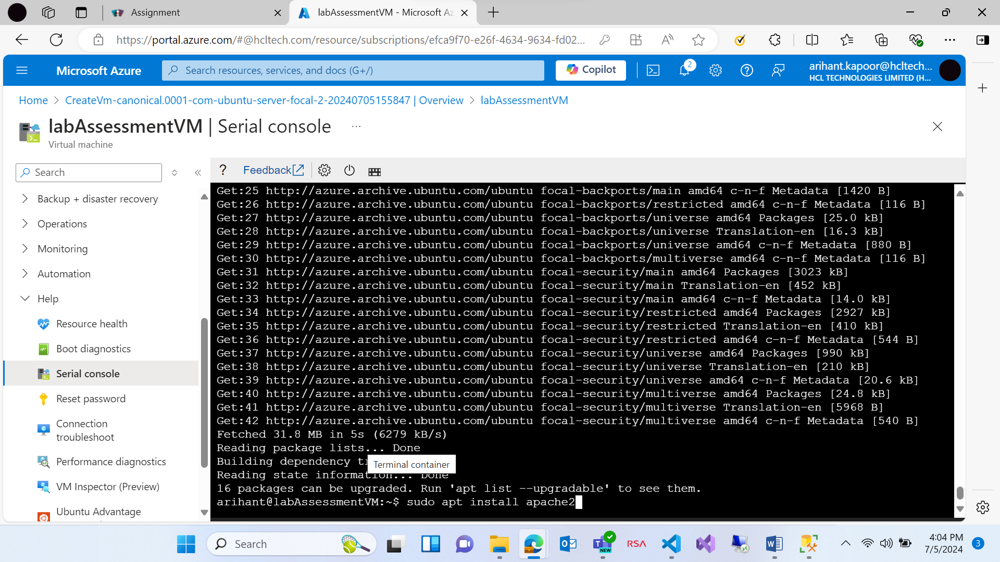 Assignment
labAssessmentVM - Microsoft Az
https://portal.azure.com/#@hcltech.com/resource/subscriptions/efca9f70-e26f-4634-9634-fd02...
Microsoft Azure
Search resources, services, and docs (G+/)
Copilot
2
arihant.kapoor@hcltech...
HCL TECHNOLOGIES LIMITED (H...
Home > CreateVm-canonical.0001-com-ubuntu-server-focal-2-20240705155847 | Overview > labAssessmentVM
labAssessmentVM | Serial console ...
Virtual machine
Search
? Feedback
Backup + disaster recovery
Operations
Monitoring
Automation
Help
Resource health
Boot diagnostics
Serial console
Reset password
Connection
troubleshoot
Performance diagnostics
VM Inspector (Preview)
Ubuntu Advantage
Get:25 http://azure.archive.ubuntu.com/ubuntu focal-backports/main amd64 c-n-f Metadata [1420 B]
Get:26 http://azure.archive.ubuntu.com/ubuntu focal-backports/restricted amd64 c-n-f Metadata [116 B]
Get:27 http://azure.archive.ubuntu.com/ubuntu focal-backports/universe amd64 Packages [25.0 kB]
Get:28 http://azure.archive.ubuntu.com/ubuntu focal-backports/universe Translation-en [16.3 kB]
Get:29 http://azure.archive.ubuntu.com/ubuntu focal-backports/universe amd64 c-n-f Metadata [880 B]
Get:30 http://azure.archive.ubuntu.com/ubuntu focal-backports/multiverse amd64 c-n-f Metadata [116 B]
Get:31 http://azure.archive.ubuntu.com/ubuntu focal-security/main amd64 Packages [3023 kB]
Get:32 http://azure.archive.ubuntu.com/ubuntu focal-security/main Translation-en [452 kB]
Get:33 http://azure.archive.ubuntu.com/ubuntu focal-security/main amd64 c-n-f Metadata [14.0 kB]
Get:34 http://azure.archive.ubuntu.com/ubuntu focal-security/restricted amd64 Packages [2927 kB]
Get:35 http://azure.archive.ubuntu.com/ubuntu focal-security/restricted Translation-en [410 kB]
Get:36 http://azure.archive.ubuntu.com/ubuntu focal-security/restricted amd64 c-n-f Metadata [544 B]
Get:37 http://azure.archive.ubuntu.com/ubuntu focal-security/universe amd64 Packages [990 kB]
Get:38 http://azure.archive.ubuntu.com/ubuntu focal-security/universe Translation-en [210 kB]
Get:39 http://azure.archive.ubuntu.com/ubuntu focal-security/universe amd64 c-n-f Metadata [20.6 kB]
Get:40 http://azure.archive.ubuntu.com/ubuntu focal-security/multiverse amd64 Packages [24.8 kB]
Get:41 http://azure.archive.ubuntu.com/ubuntu focal-security/multiverse Translation-en [5968 B]
Get:42 http://azure.archive.ubuntu.com/ubuntu focal-security/multiverse amd64 c-n-f Metadata [540 B]
Fetched 31.8 MB in 5s (6279 kB/s)
Reading package lists... Done
Building dependency
Terminal container
Reading state information... Done
16 packages can be upgraded. Run 'apt list --upgradable' to see them.
arihant@labAssessmentVM:~$ sudo apt install apache2
Search
NEW
RSA
4:04 PM
7/5/2024
3